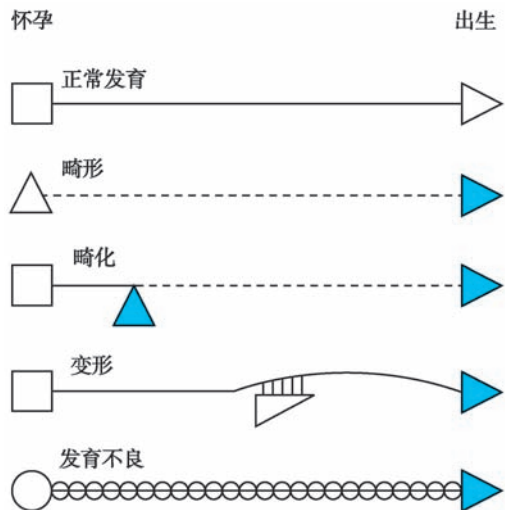 怀孕 出生
正常发育
畸形
畸化
变形
发育不良